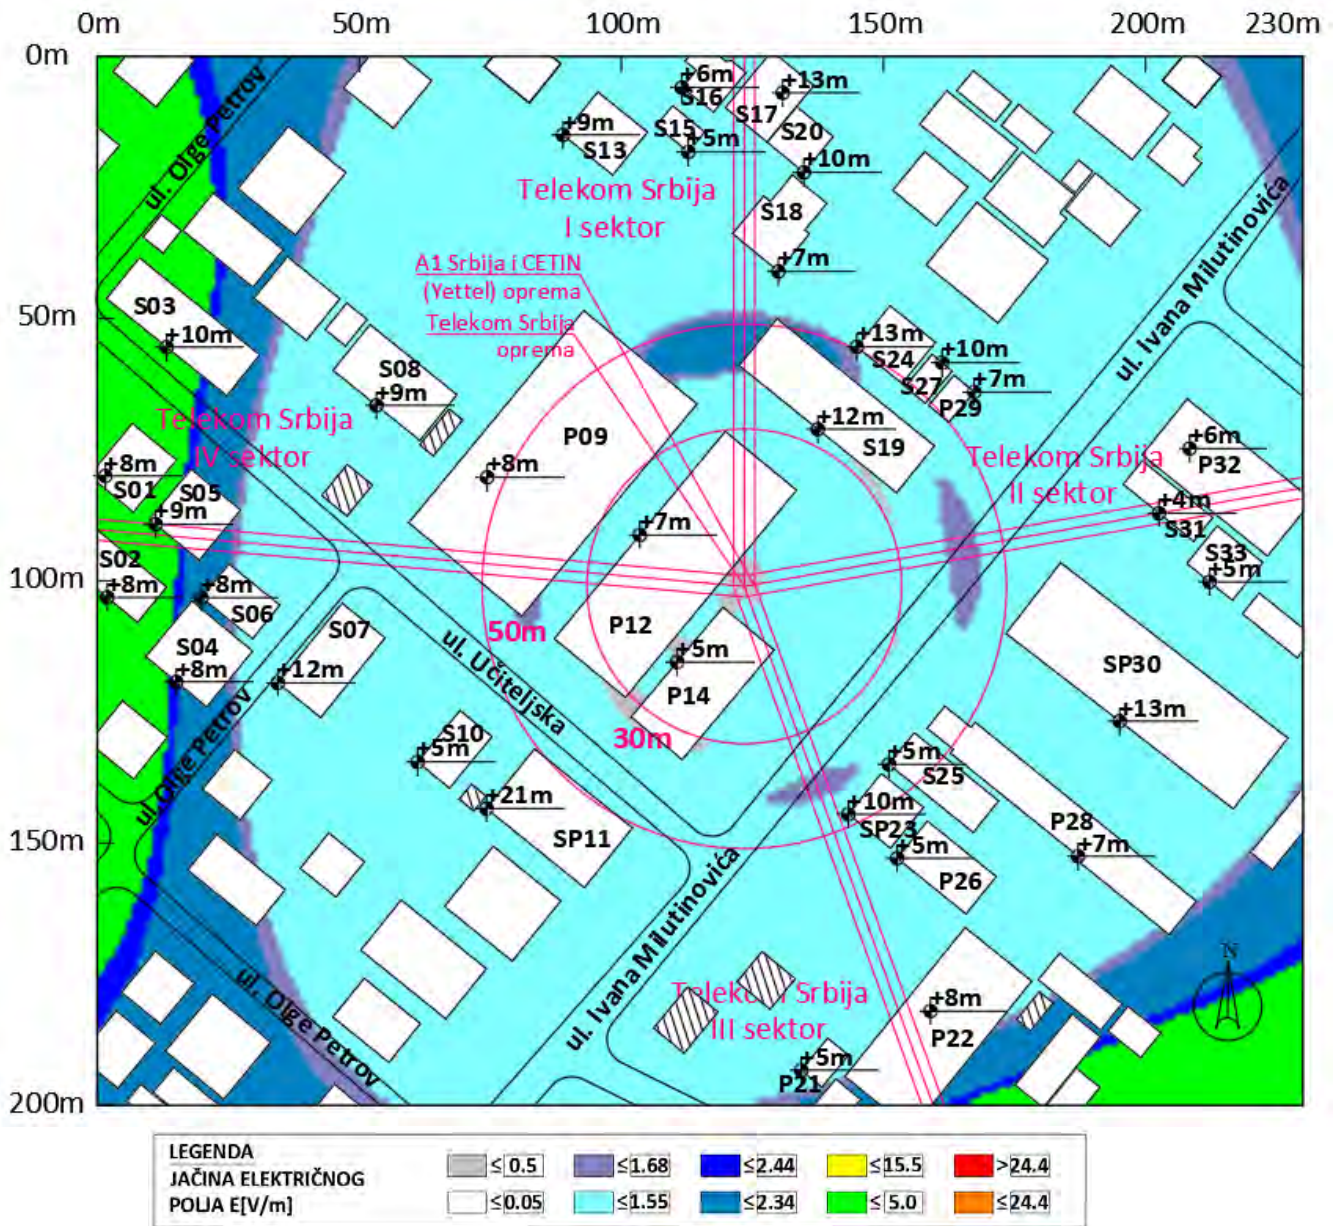 0m 50m 100m 150m 200m 230m
0m
50m
100m
150m
200m
ul. Olge Petrov
+6m
S16
+13m
S17
+9m
S13
S15
+5m
S20
+10m
Telekom Srbija
I sektor
S18
+7m
A1 Srbija i CETIN
(Yettel) oprema
Telekom Srbija
oprema
ul. Ivana Milutinovića
S03
+10m
S08
+9m
+13m
S24
+10m
S27
+7m
P29
+12m
S19
P09
+8m
Telekom Srbija
IV sektor
+8m
S01
S05
+9m
Telekom Srbija
II sektor
+6m
P32
+4m
S31
S33
+5m
+7m
P12
S02
+8m
+8m
S06
S04
+8m
S07
+12m
50m
+5m
P14
30m
SP30
+13m
ul. Učiteljska
ul.Olge Petrov
S10
+5m
+21m
SP11
+5m
S25
+10m
SP23
+5m
P26
P28
+7m
ul. Ivana Milutinovića
ul. Olge Petrov
Telekom Srbija
III sektor
+8m
P22
+5m
P21
N
LEGENDA
JAČINA ELEKTRIČNOG
POLJA E[V/m]
≤ 0.5 ≤1.68 ≤2.44 ≤15.5 >24.4
≤0.05 ≤1.55 ≤2.34 ≤ 5.0 ≤24.4